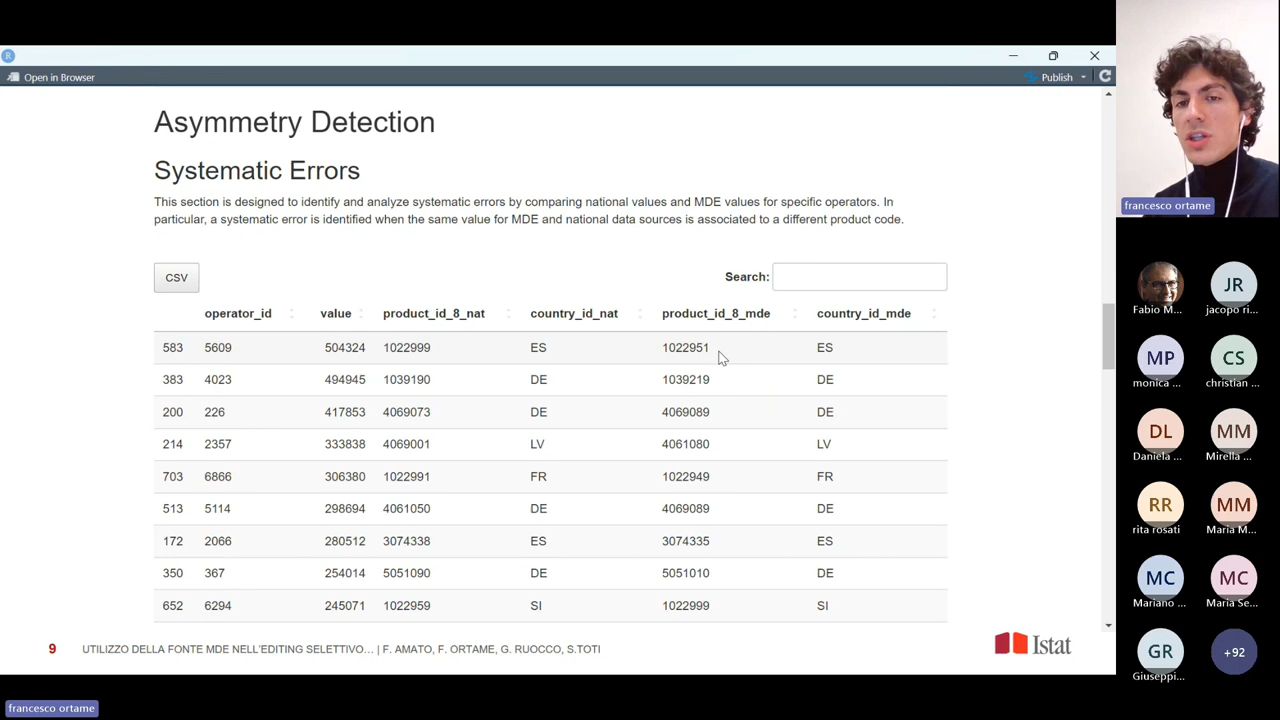 Open in Browser
Publish
Asymmetry Detection
Systematic Errors
This section is designed to identify and analyze systematic errors by comparing national values and MDE values for specific operators. In
particular, a systematic error is identified when the same value for MDE and national data sources is associated to a different product code.
CSV
Search:
operator_id value product_id_8_nat country_id_nat product_id_8_mde country_id_mde
583 5609 504324 1022999 ES 1022951 ES
383 4023 494945 1039190 DE 1039219 DE
200 226 417853 4069073 DE 4069089 DE
214 2357 333838 4069001 LV 4061080 LV
703 6866 306380 1022991 FR 1022949 FR
513 5114 298694 4061050 DE 4069089 DE
172 2066 280512 3074338 ES 3074335 ES
350 367 254014 5051090 DE 5051010 DE
652 6294 245071 1022959 SI 1022999 SI
9 UTILIZZO DELLA FONTE MDE NELL'EDITING SELETTIVO... | F. AMATO, F. ORTAME, G. RUOCCO, S.TOTI
Istat
francesco ortame
francesco ortame
Fabio M...
JR
jacopo ri...
MP
monica ...
CS
christian ...
DL
Daniela ...
MM
Mirella ...
RR
rita rosati
MM
Maria M...
MC
Mariano ...
MC
Maria Se...
GR
Giuseppi...
+92